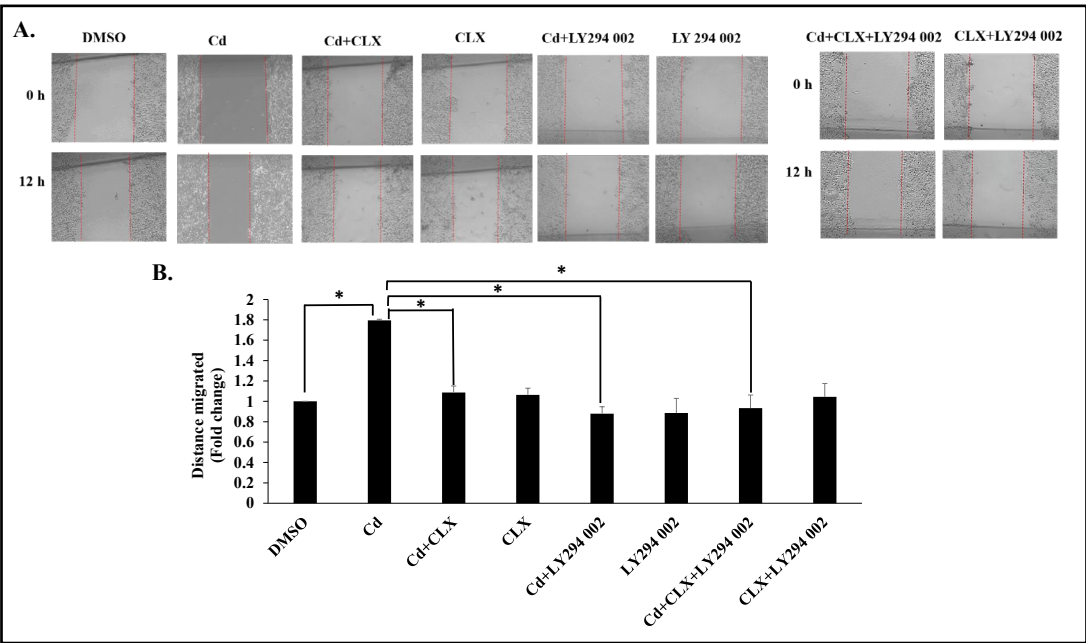 A.
DMSO
Cd
Cd+CLX
CLX
Cd+LY294 002
LY 294 002
Cd+CLX+LY294 002
CLX+LY294 002
0 h
0 h
12 h
12 h
B.
*
*
*
*
Distance migrated
(Fold change)
2
1.8
1.6
1.4
1.2
1
0.8
0.6
0.4
0.2
0
DMSO
Cd
Cd+CLX
CLX
Cd+LY294 002
LY294 002
Cd+CLX+LY294 002
CLX+LY294 002